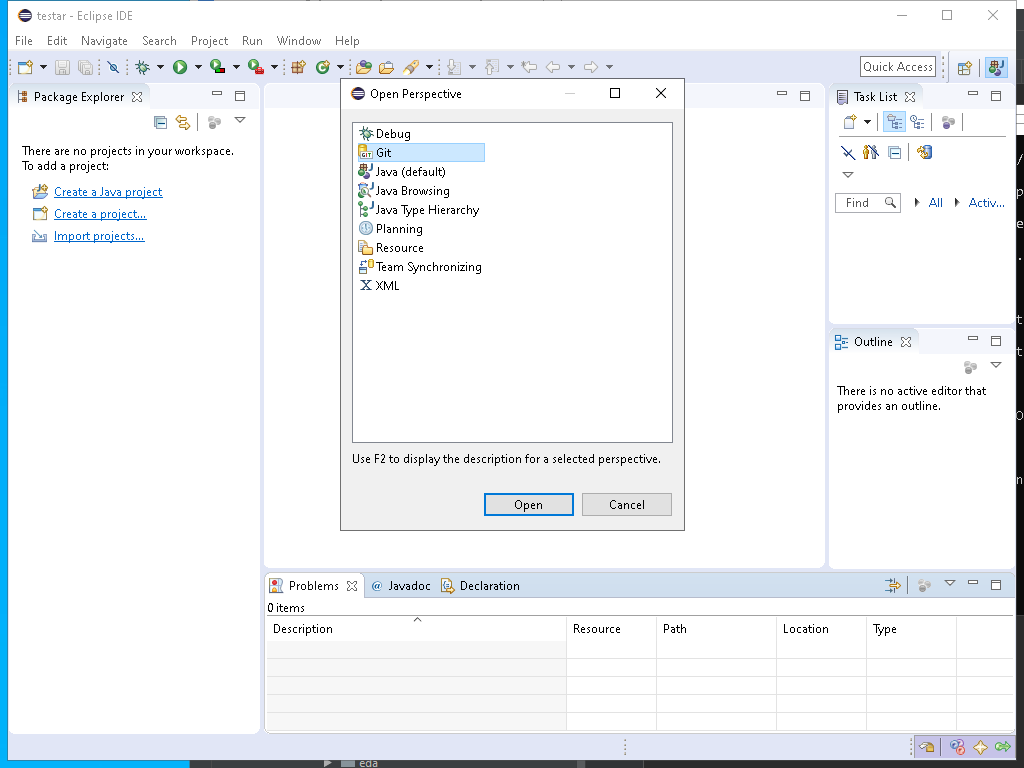 testar - Eclipse IDE
File Edit Navigate Search Project Run Window Help
Quick Access
Package Explorer
There are no projects in your workspace.
To add a project:
Create a Java project
Create a project...
Import projects...
Open Perspective
Debug
GIT Git
Java (default)
Java Browsing
Java Type Hierarchy
Planning
Resource
Team Synchronizing
XML
Use F2 to display the description for a selected perspective.
Open Cancel
Task List
Find All Activ...
Outline
There is no active editor that
provides an outline.
Problems @ Javadoc Declaration
0 items
Description Resource Path Location Type
eda